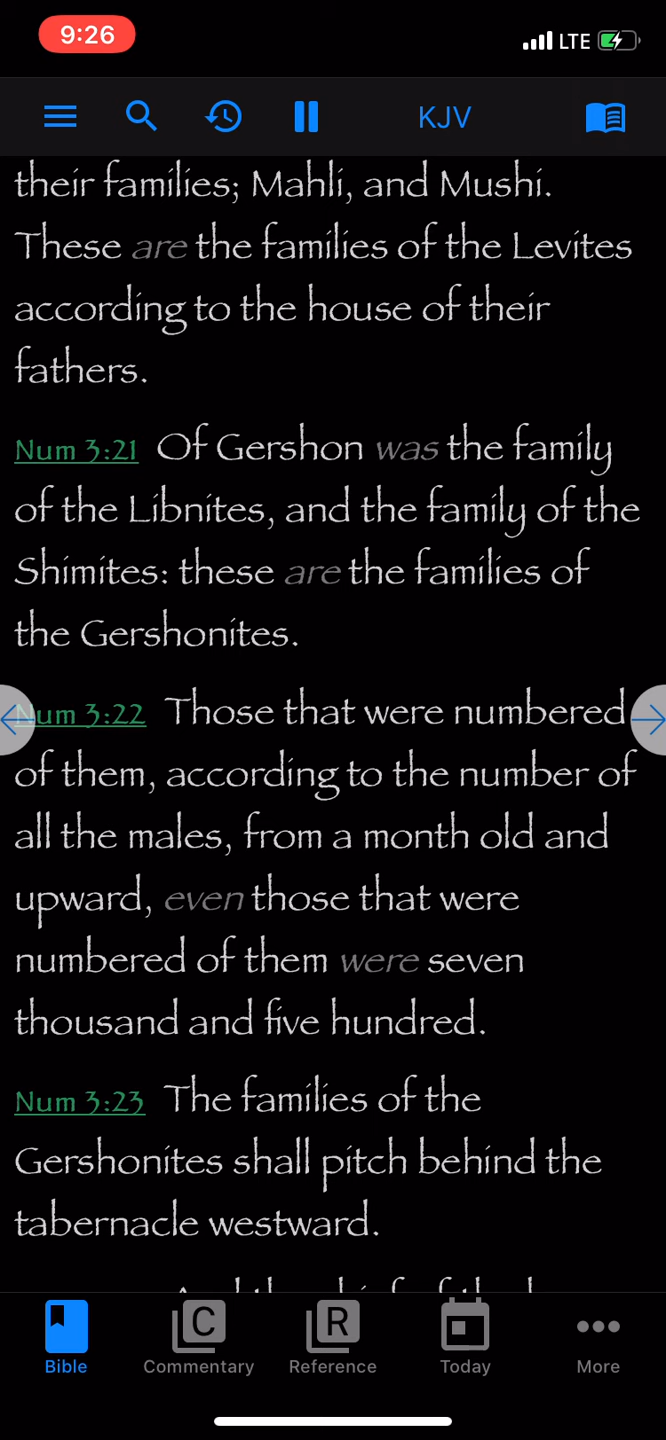 9:26
LTE
KJV
their families; Mahli, and Mushi.
These are the families of the Levites
according to the house of their
fathers.
Num 3:21 Of Gershon was the family
of the Libnites, and the family of the
Shimites: these are the families of
the Gershonites.
Num 3:22 Those that were numbered
of them, according to the number of
all the males, from a month old and
upward, even those that were
numbered of them were seven
thousand and five hundred.
Num 3:23 The families of the
Gershonites shall pitch behind the
tabernacle westward.
C
R
Bible
Commentary
Reference
Today
More